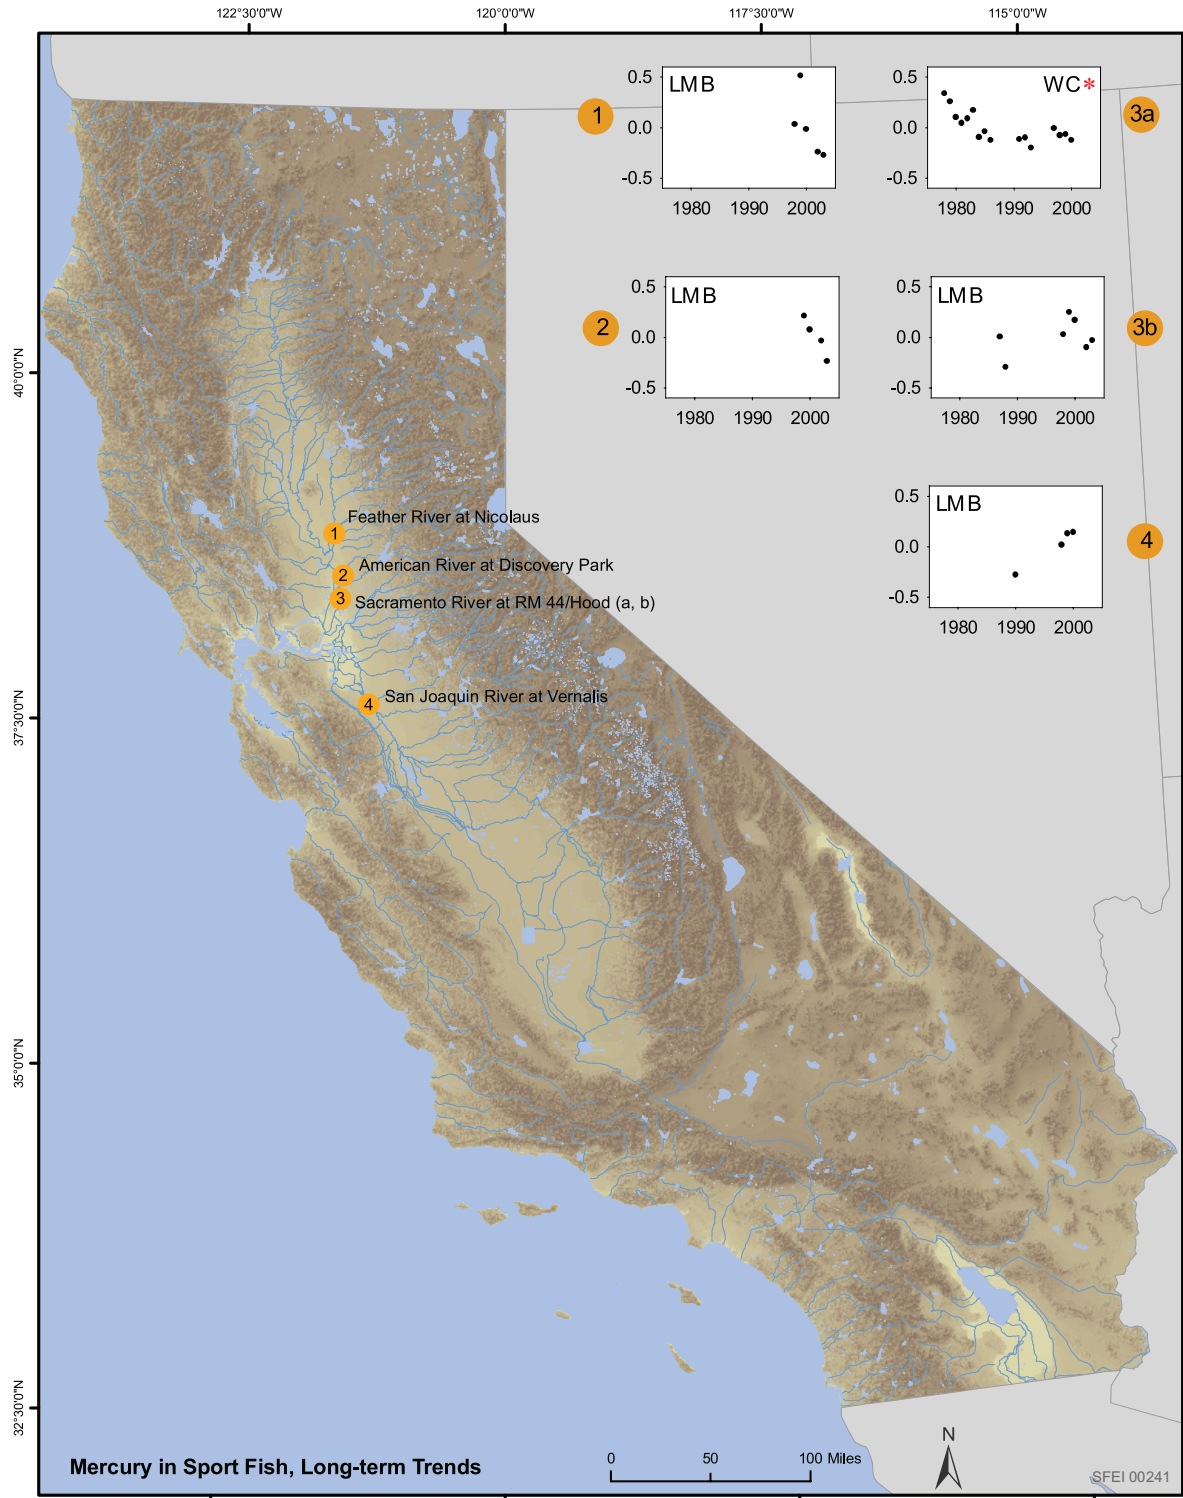 122°30'0"W 120°0'0"W 117°30'0"W 115°0'0"W
0.5 LMB
0.0
-0.5
1980 1990 2000
1
0.5 WC*
0.0
-0.5
1980 1990 2000
3a
0.5 LMB
0.0
-0.5
1980 1990 2000
2
0.5 LMB
0.0
-0.5
1980 1990 2000
3b
0.5 LMB
0.0
-0.5
1980 1990 2000
4
40°0'0"N
37°30'0"N
35°0'0"N
32°30'0"N
1 Feather River at Nicolaus
2 American River at Discovery Park
3 Sacramento River at RM 44/Hood (a, b)
4 San Joaquin River at Vernalis
Mercury in Sport Fish, Long-term Trends
0 50 100 Miles
N
SFEI 00241